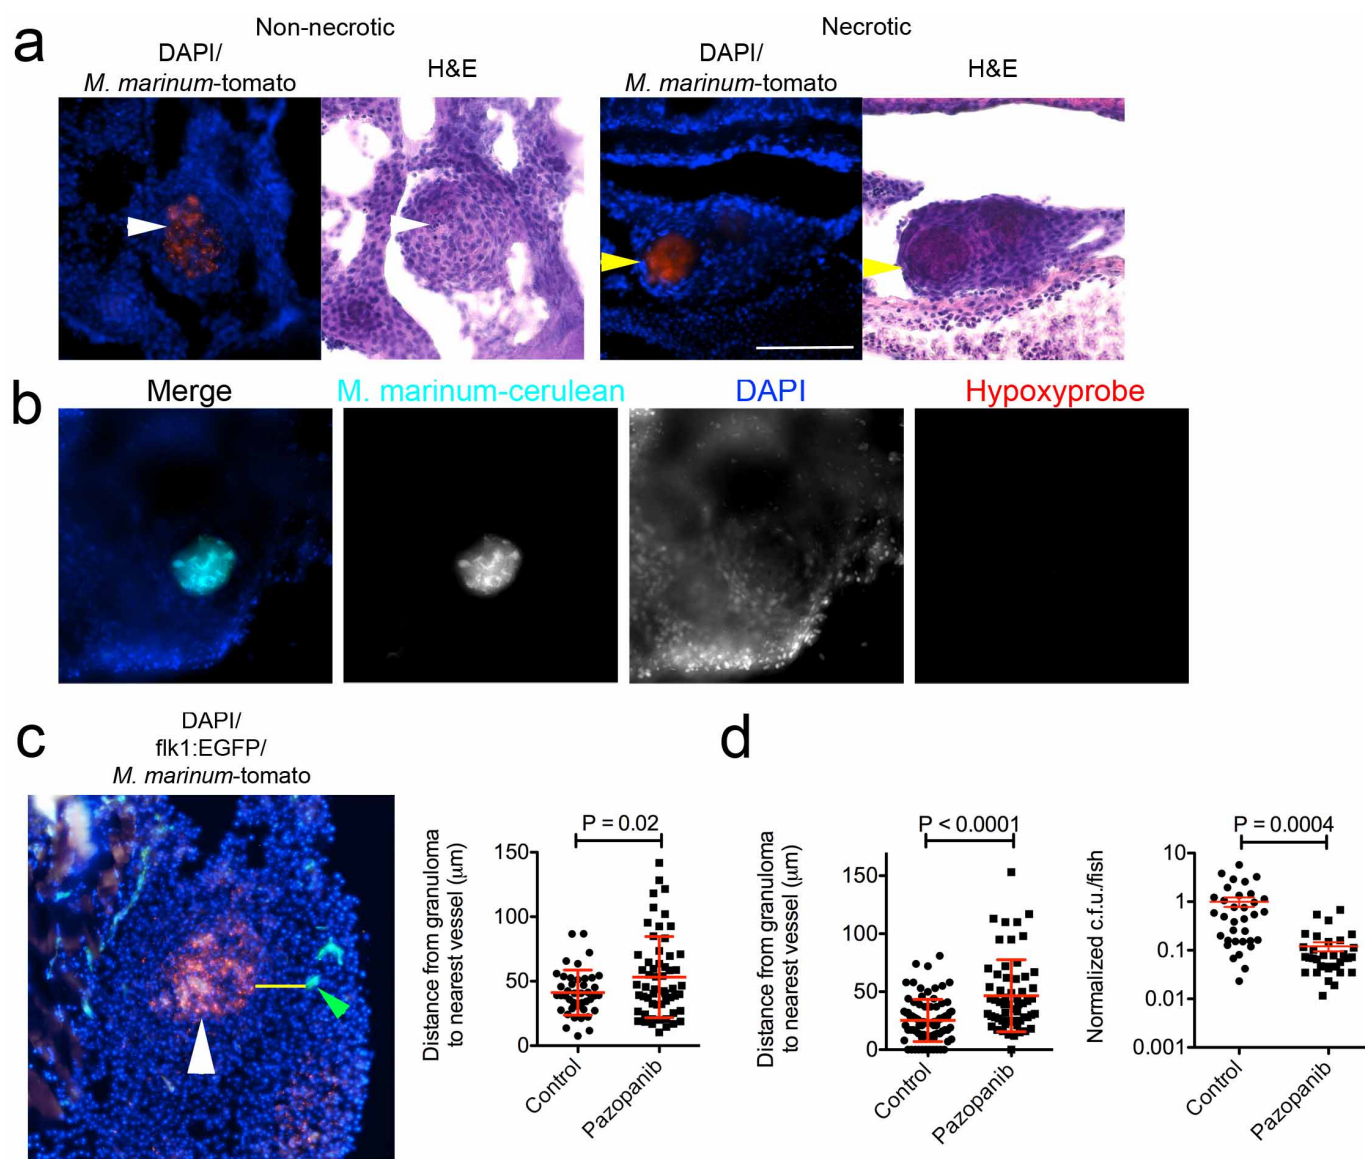 a
Non-necrotic
Necrotic
DAPI/
M. marinum-tomato
H&E
DAPI/
M. marinum-tomato
H&E
b
Merge
M. marinum-cerulean
DAPI
Hypoxyprobe
c
DAPI/
flk1:EGFP/
M. marinum-tomato
Distance from granuloma
to nearest vessel (μm)
P = 0.02
150
100
50
0
Control
Pazopanib
d
Distance from granuloma
to nearest vessel (μm)
P < 0.0001
150
100
50
0
Control
Pazopanib
Normalized c.f.u./fish
P = 0.0004
10
1
0.1
0.01
0.001
Control
Pazopanib